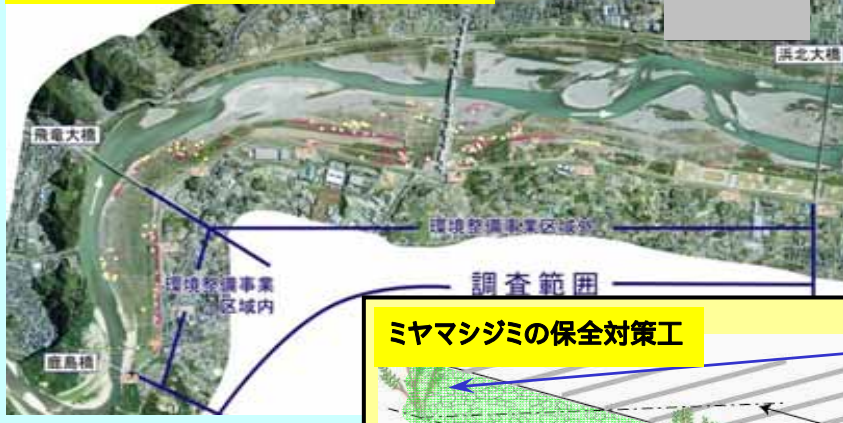 浜北大橋
飛竜大橋
環境整備事業区域外
環境整備事業
区域内
調査範囲
鹿島橋
ミヤマシジミの保全対策工